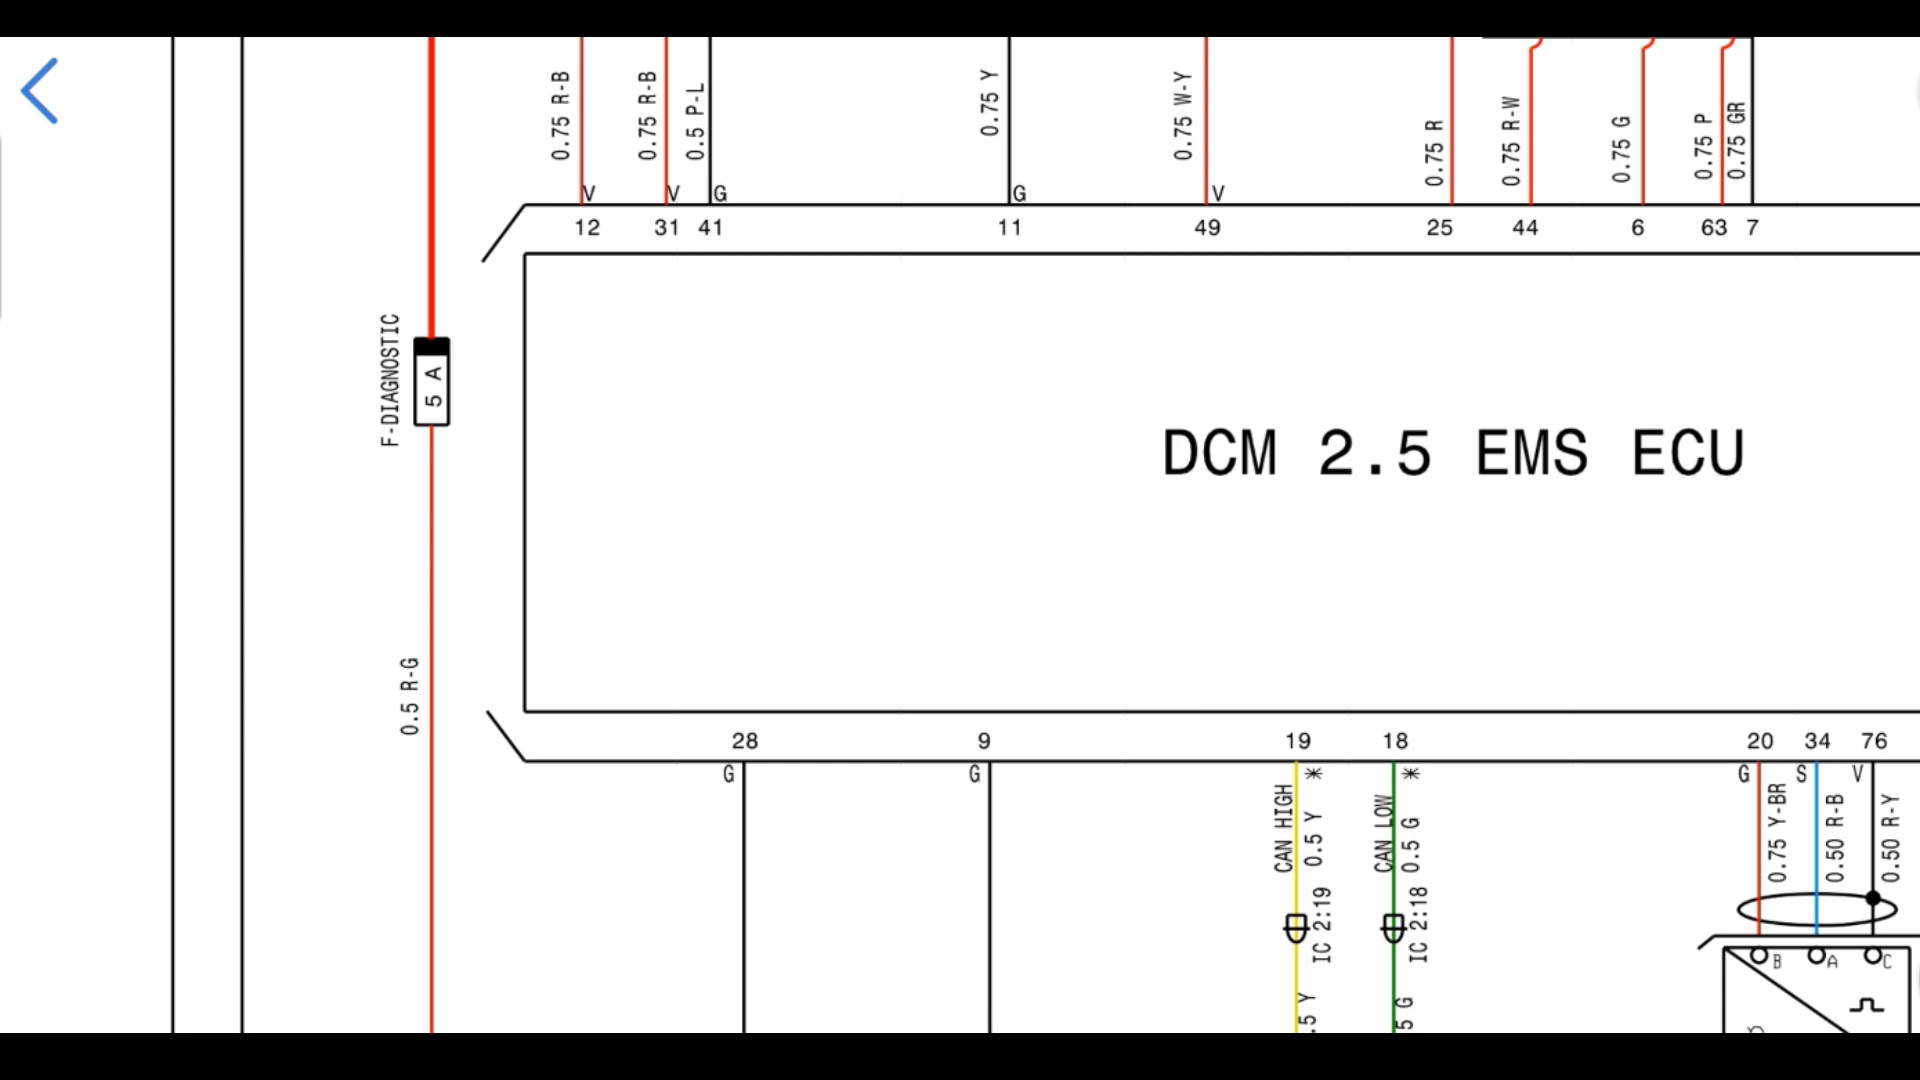 0.75 R-B
0.75 R-B
0.5 P-L
0.75 Y
0.75 W-Y
0.75 R
0.75 R-W
0.75 G
0.75 P
0.75 GR
V V G G V
12 31 41 11 49 25 44 6 63 7
F-DIAGNOSTIC
5 A
DCM 2.5 EMS ECU
0.5 R-G
28 9 19 18 20 34 76
G G * * G S V
CAN HIGH
0.5 Y
CAN LOW
0.5 G
0.75 Y-BR
0.50 R-B
0.50 R-Y
IC 2:19
IC 2:18
B A C
.5 Y
5 G